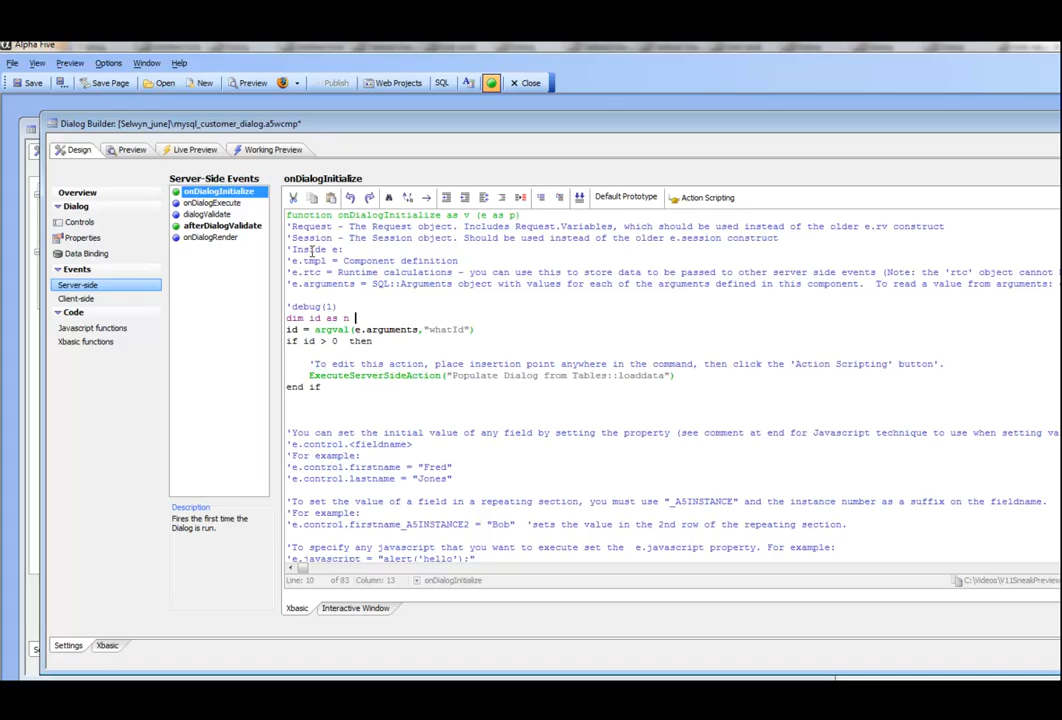 Alpha Five
File View Preview Options Window Help
Save Save Page Open New Preview Publish Web Projects SQL Close
Dialog Builder: [Selwyn_june]\mysql_customer_dialog.a5wcmp*
Design Preview Live Preview Working Preview
Overview
Dialog
Controls
Properties
Data Binding
Events
Server-side
Client-side
Code
Javascript functions
Xbasic functions
Server-Side Events
onDialogInitialize
onDialogExecute
dialogValidate
afterDialogValidate
onDialogRender
Description
Fires the first time the
Dialog is run.
onDialogInitialize
Default Prototype Action Scripting
function onDialogInitialize as v (e as p)
'Request - The Request object. Includes Request.Variables, which should be used instead of the older e.rv construct
'Session - The Session object. Should be used instead of the older e.session construct
'Inside e:
'e.tmpl = Component definition
'e.rtc = Runtime calculations - you can use this to store data to be passed to other server side events (Note: the 'rtc' object cannot
'e.arguments = SQL::Arguments object with values for each of the arguments defined in this component. To read a value from arguments:
'debug(1)
dim id as n
id = argval(e.arguments,"whatId")
if id > 0 then
'To edit this action, place insertion point anywhere in the command, then click the 'Action Scripting' button'.
ExecuteServerSideAction("Populate Dialog from Tables::loaddata")
end if
'You can set the initial value of any field by setting the property (see comment at end for Javascript technique to use when setting va
'e.control.<fieldname>
'For example:
'e.control.firstname = "Fred"
'e.control.lastname = "Jones"
'To set the value of a field in a repeating section, you must use "_A5INSTANCE" and the instance number as a suffix on the fieldname.
'For example:
'e.control.firstname_A5INSTANCE2 = "Bob" 'sets the value in the 2nd row of the repeating section.
'To specify any javascript that you want to execute set the e.javascript property. For example:
'e.javascript = "alert('hello');"
Line: 10 of 83 Column: 13 onDialogInitialize C:\Videos\V11SneakPreview
Xbasic Interactive Window
Settings Xbasic